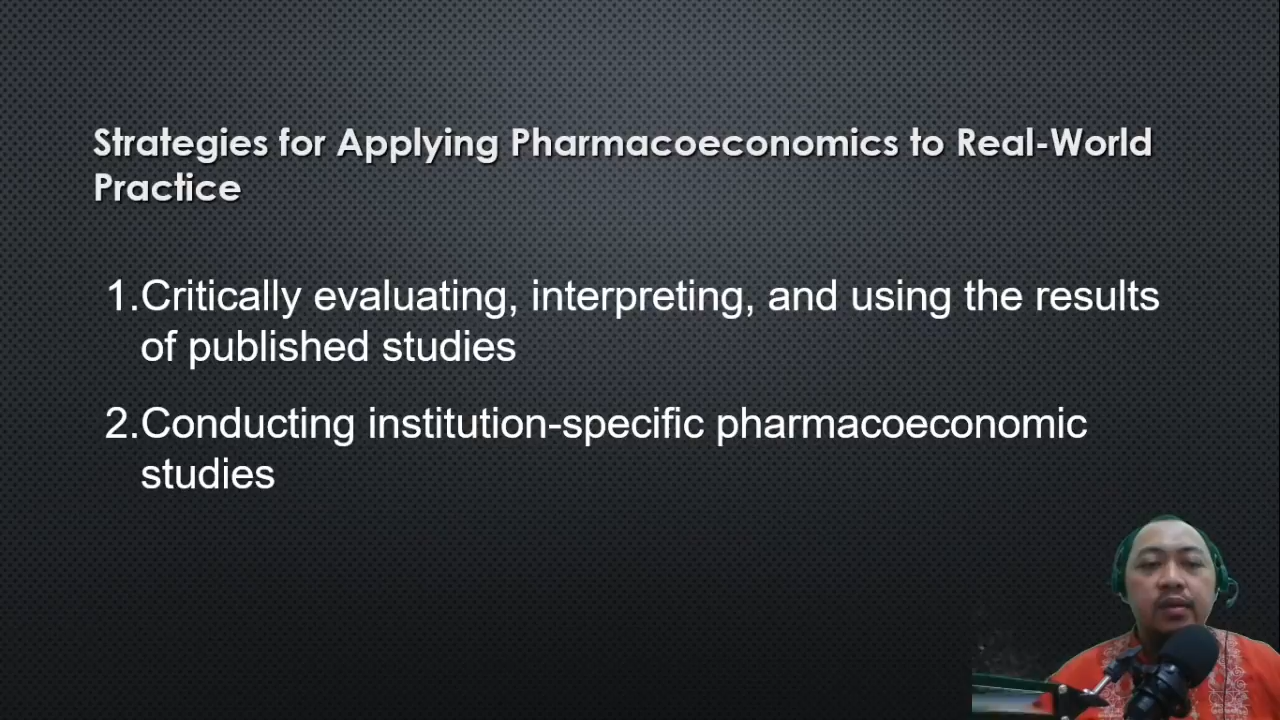 Strategies for Applying Pharmacoeconomics to Real-World
Practice
1.Critically evaluating, interpreting, and using the results
of published studies
2.Conducting institution-specific pharmacoeconomic
studies